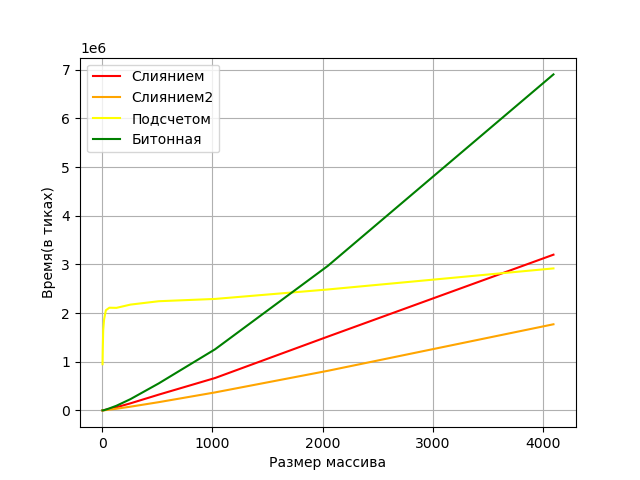 1e6
7
6
5
4
3
2
1
0
Время(в тиках)
Слиянием
Слиянием2
Подсчетом
Битонная
0 1000 2000 3000 4000
Размер массива